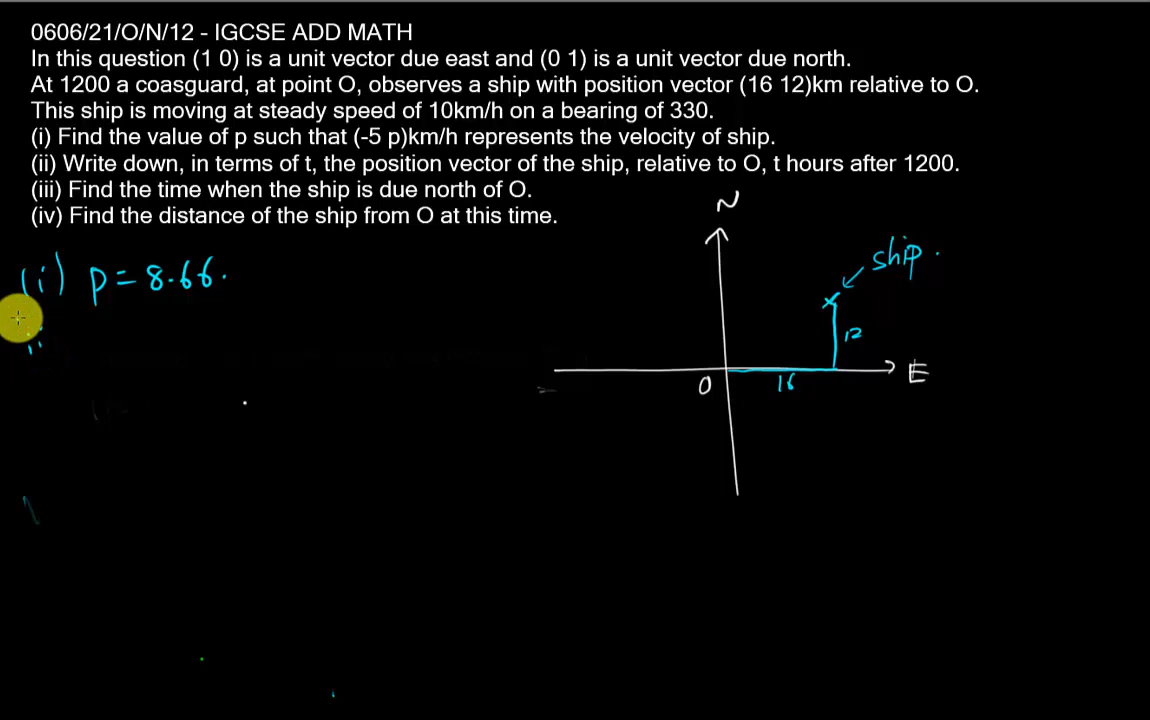 0606/21/O/N/12 - IGCSE ADD MATH
In this question (1 0) is a unit vector due east and (0 1) is a unit vector due north.
At 1200 a coasguard, at point O, observes a ship with position vector (16 12)km relative to O.
This ship is moving at steady speed of 10km/h on a bearing of 330.
(i) Find the value of p such that (-5 p)km/h represents the velocity of ship.
(ii) Write down, in terms of t, the position vector of the ship, relative to O, t hours after 1200.
(iii) Find the time when the ship is due north of O.
(iv) Find the distance of the ship from O at this time.
N
(i) p = 8.66.
ship.
12
O
16
E